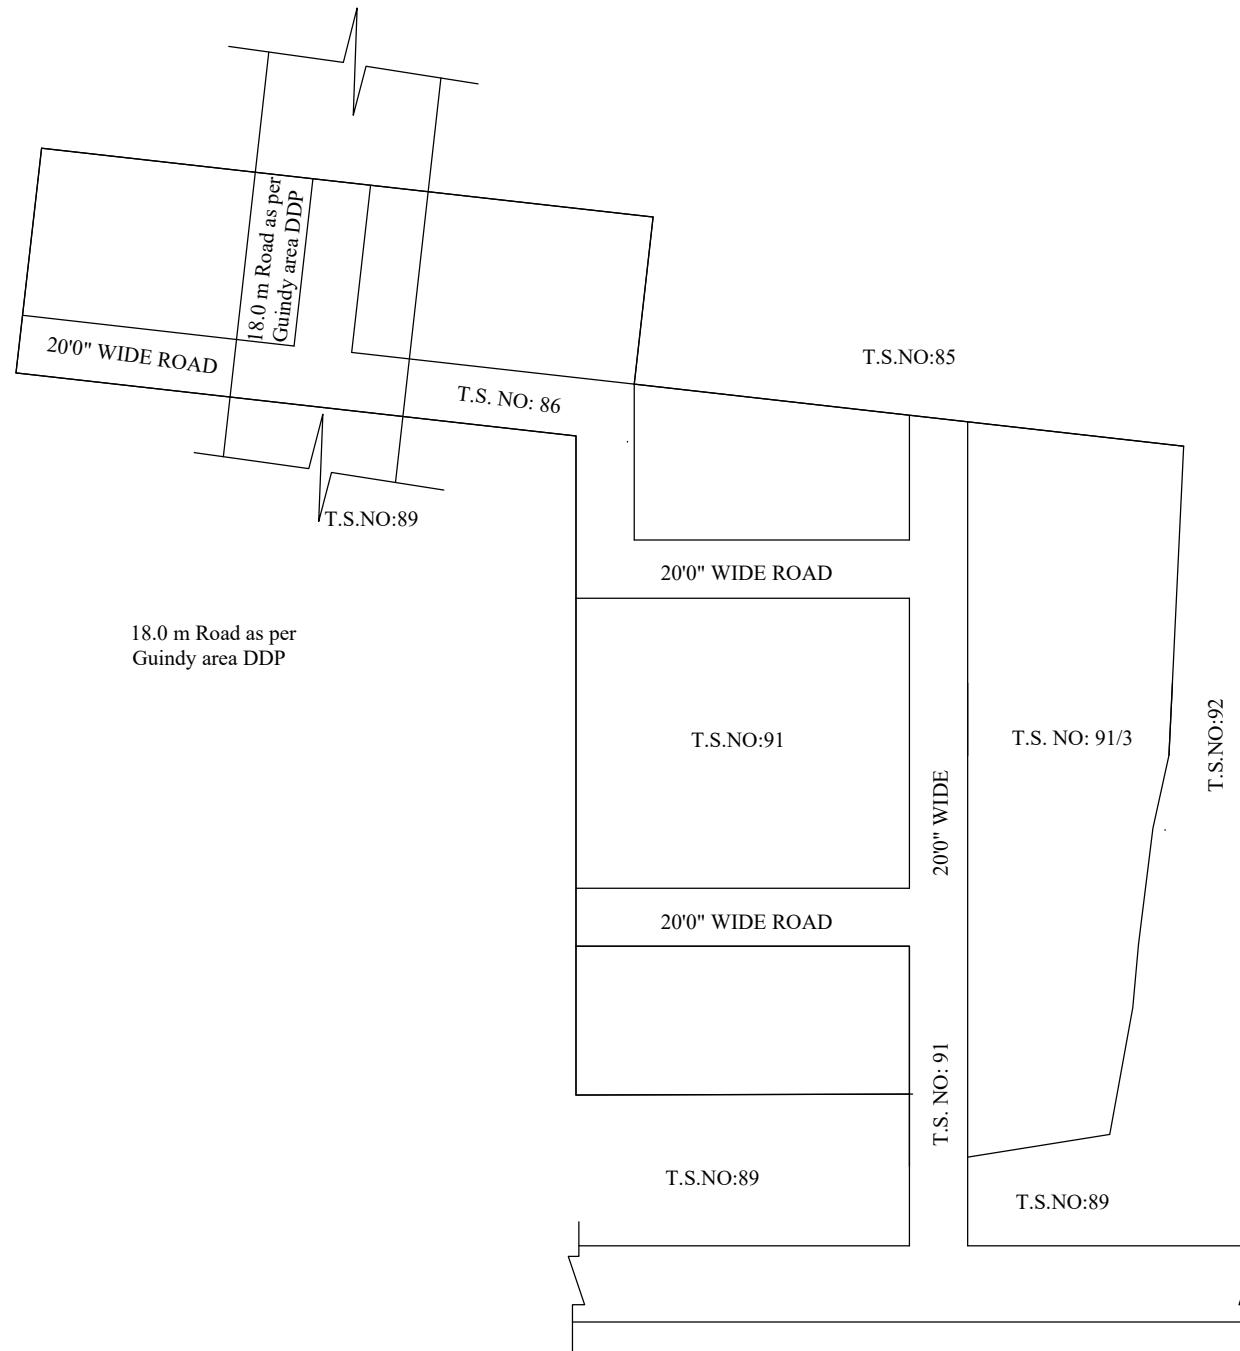 18.0 m Road as per
Guindy area DDP
20'0" WIDE ROAD
T.S.NO:85
T.S. NO: 86
T.S.NO:89
20'0" WIDE ROAD
18.0 m Road as per
Guindy area DDP
T.S.NO:91
T.S. NO: 91/3
T.S.NO:92
20'0" WIDE
20'0" WIDE ROAD
T.S. NO: 91
T.S.NO:89
T.S.NO:89